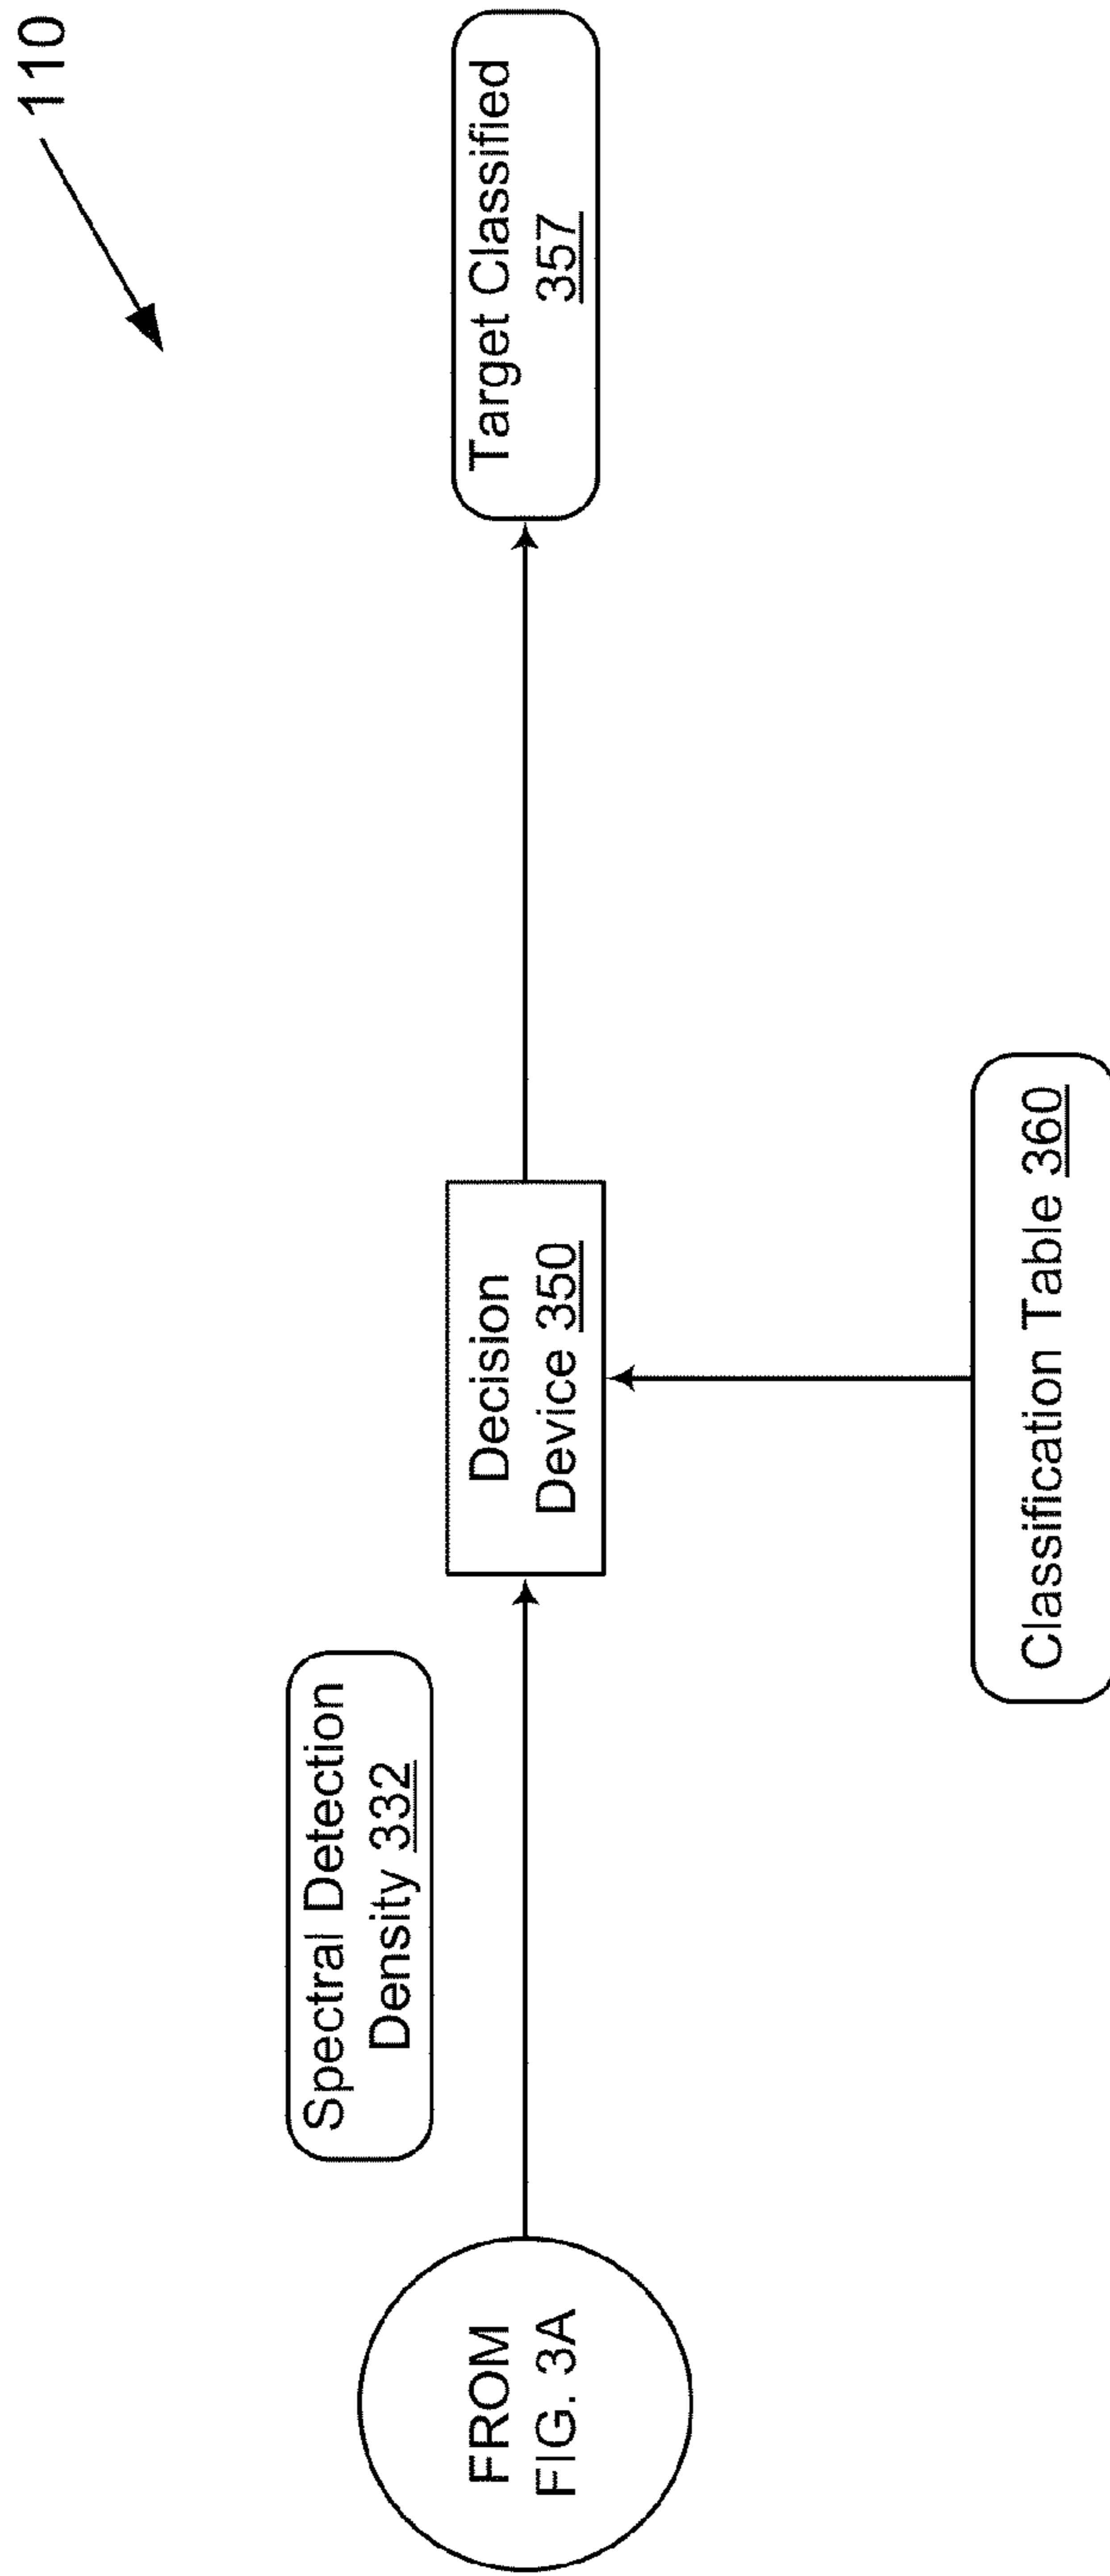 110
Spectral Detection
Density 332
FROM
FIG. 3A
Decision
Device 350
Target Classified
357
Classification Table 360